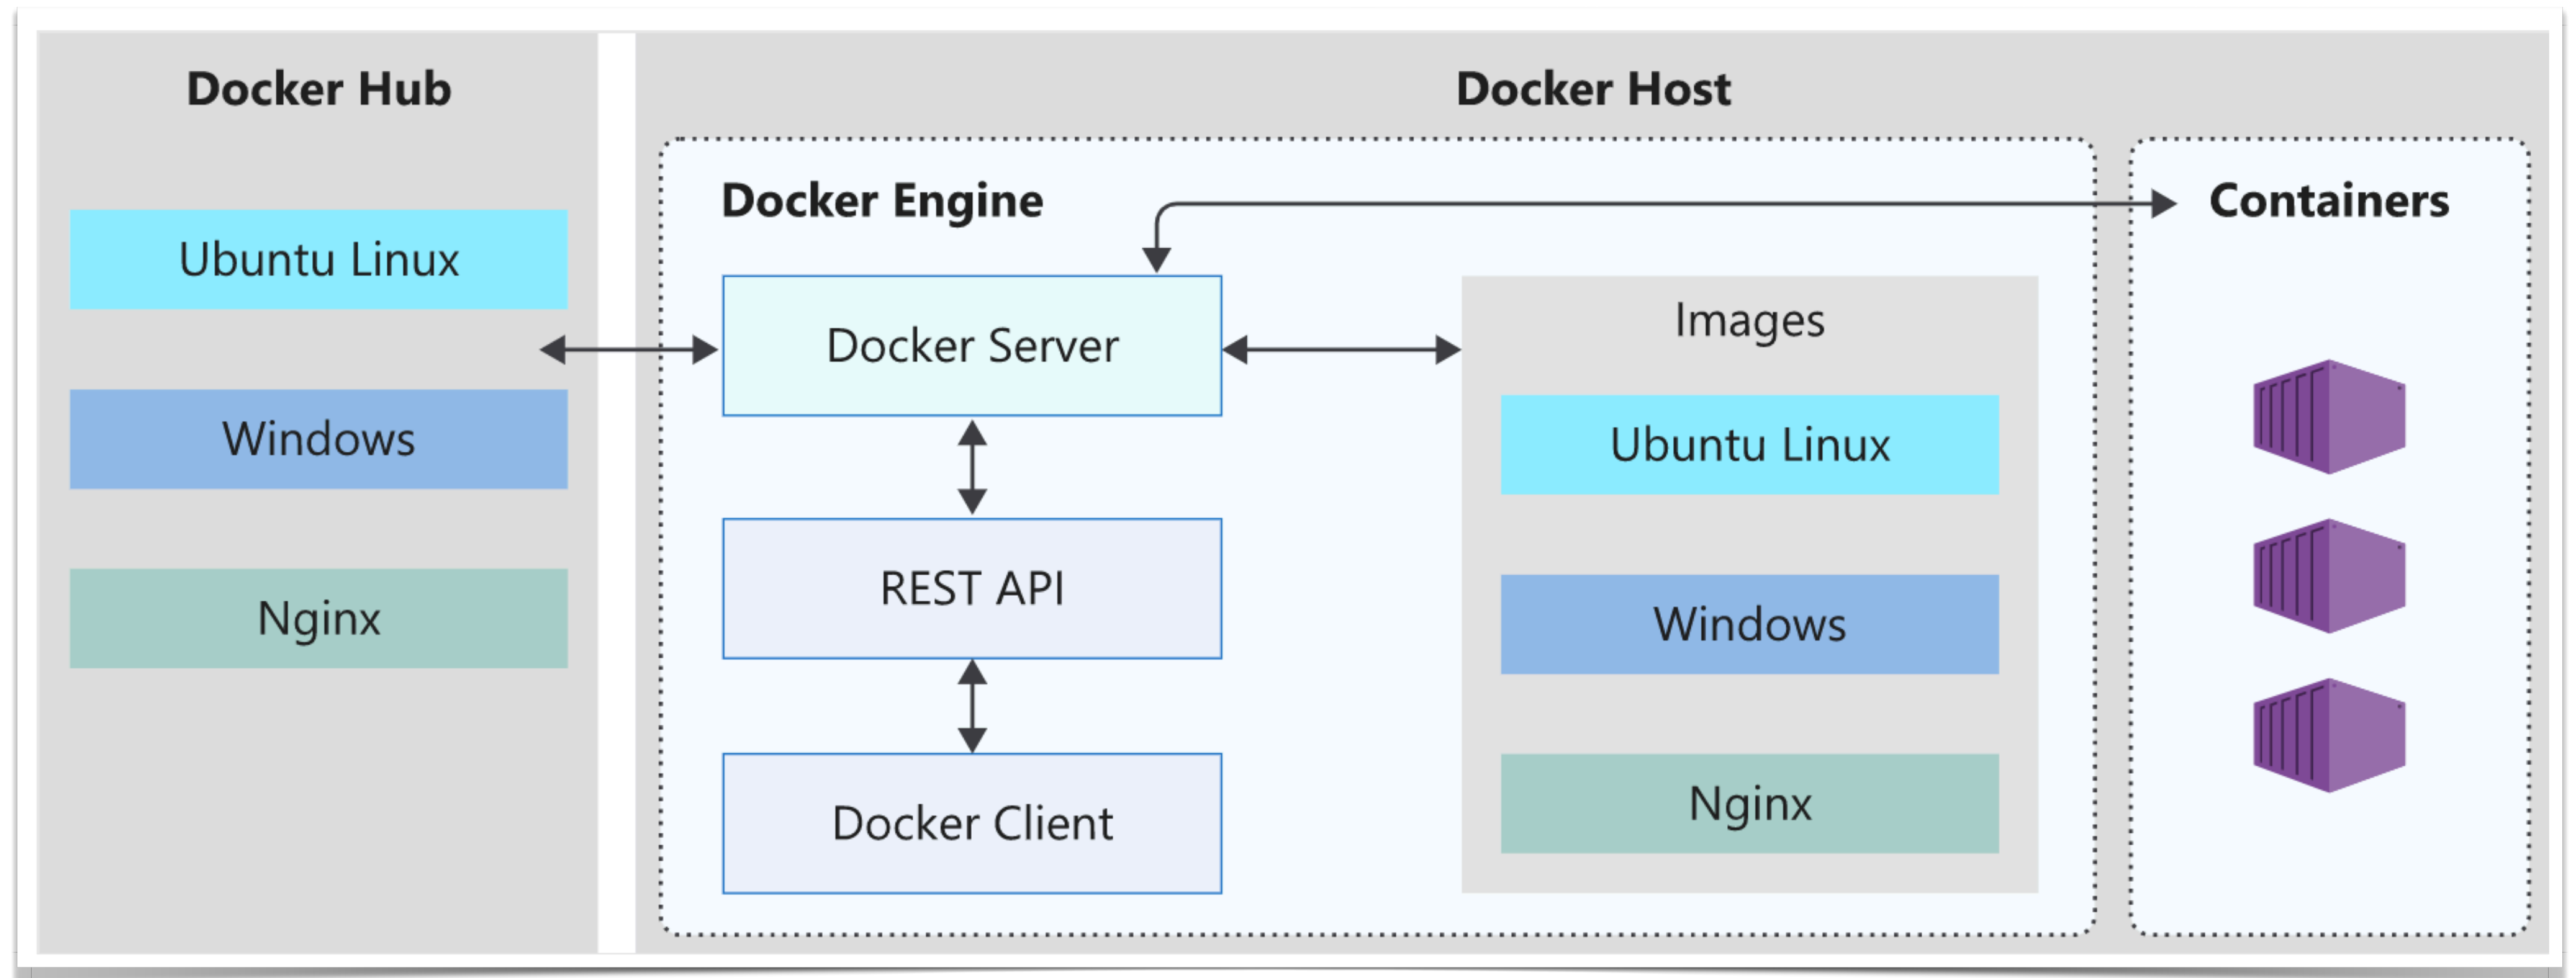 Docker Hub
Ubuntu Linux
Windows
Nginx
Docker Host
Docker Engine
Docker Server
REST API
Docker Client
Images
Ubuntu Linux
Windows
Nginx
Containers